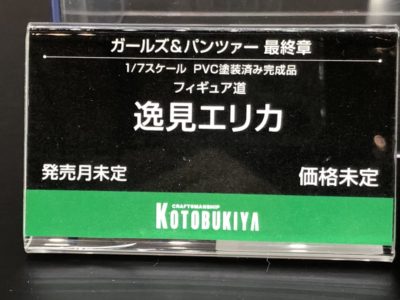 ガールズ&パンツァー 最終章
1/7スケール PVC塗装済み完成品
フィギュア道
逸見エリカ
発売月未定 価格未定
CRAFTSMANSHIP
KOTOBUKIYA